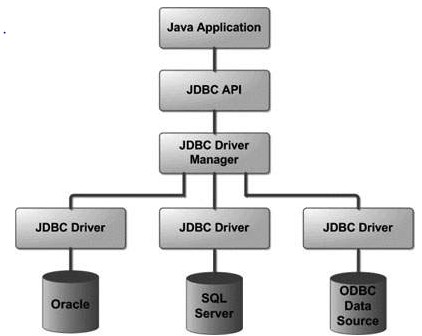 Java Application
JDBC API
JDBC Driver
Manager
JDBC Driver
JDBC Driver
JDBC Driver
Oracle
SQL
Server
ODBC
Data
Source